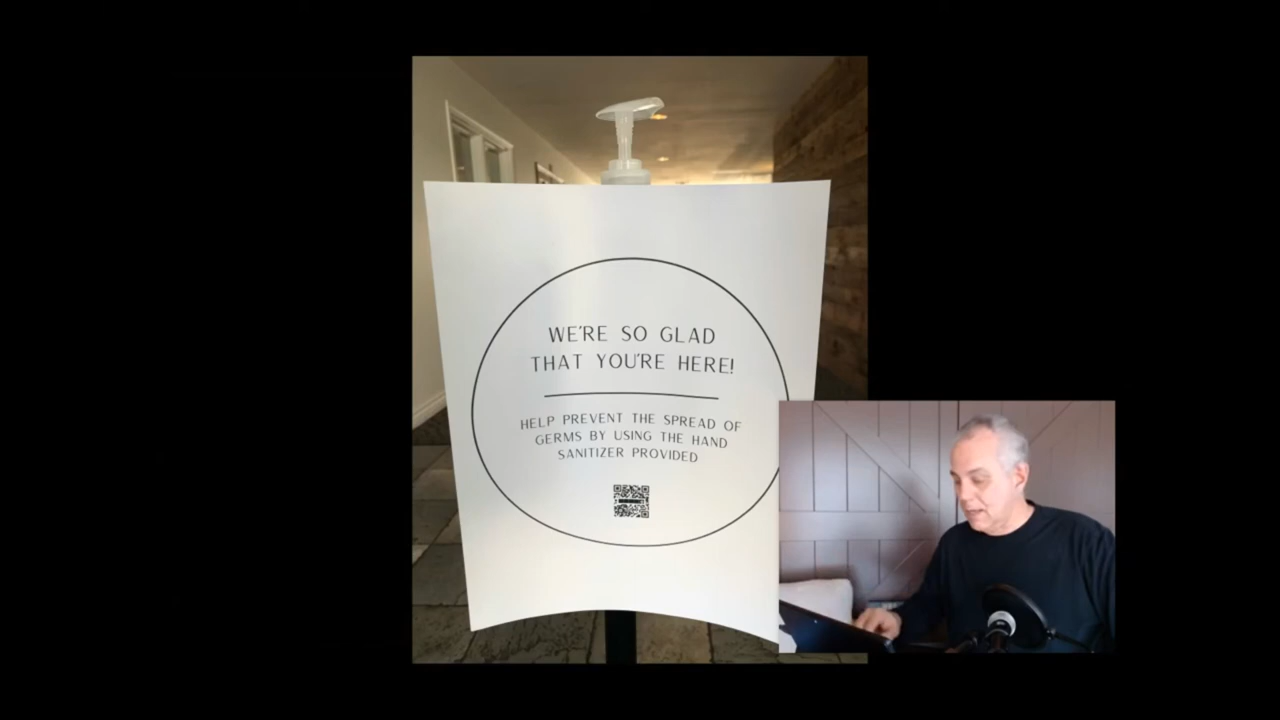 WE'RE SO GLAD
THAT YOU'RE HERE!
HELP PREVENT THE SPREAD OF
GERMS BY USING THE HAND
SANITIZER PROVIDED